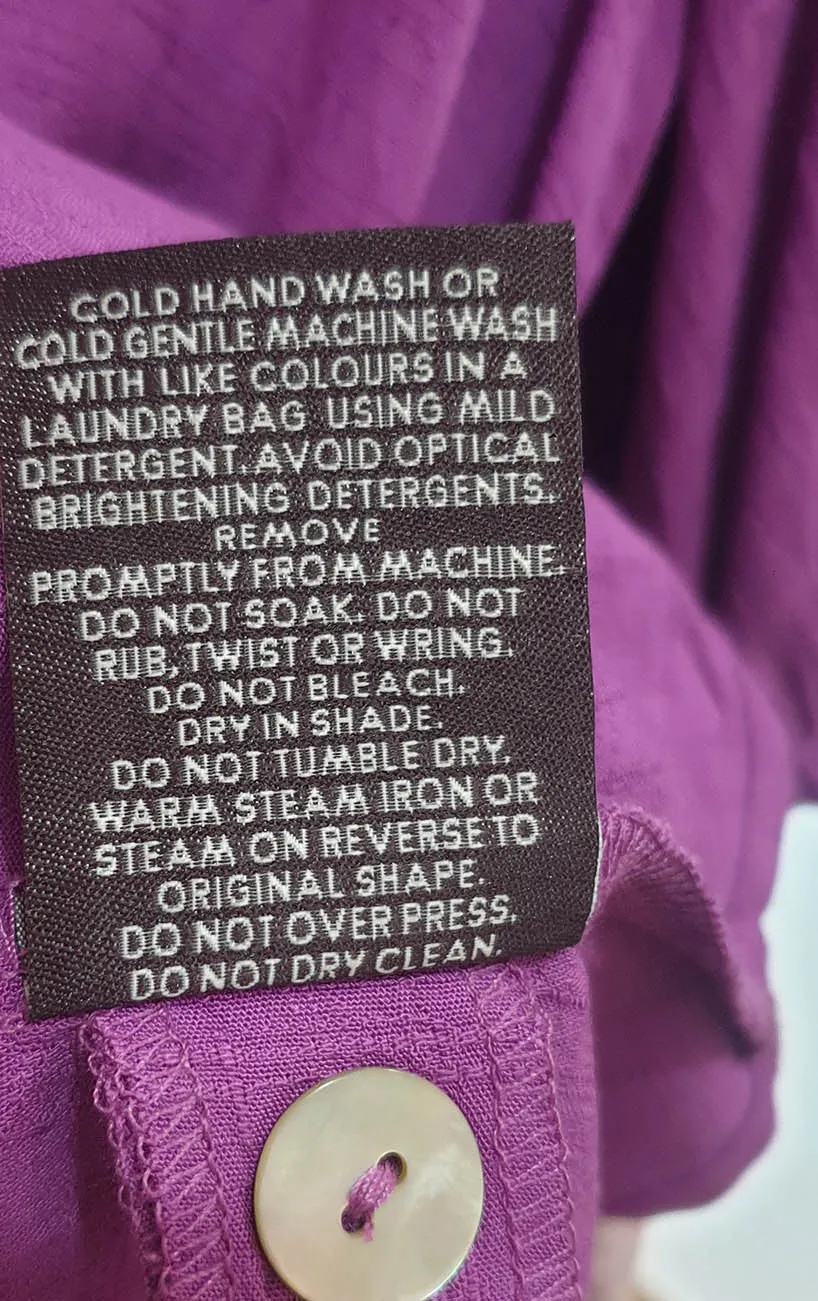 COLD HAND WASH OR
COLD GENTLE MACHINE WASH
WITH LIKE COLOURS IN A
LAUNDRY BAG USING MILD
DETERGENT. AVOID OPTICAL
BRIGHTENING DETERGENTS.
REMOVE
PROMPTLY FROM MACHINE.
DO NOT SOAK. DO NOT
RUB, TWIST OR WRING.
DO NOT BLEACH.
DRY IN SHADE.
DO NOT TUMBLE DRY.
WARM STEAM IRON OR
STEAM ON REVERSE TO
ORIGINAL SHAPE.
DO NOT OVER PRESS.
DO NOT DRY CLEAN.